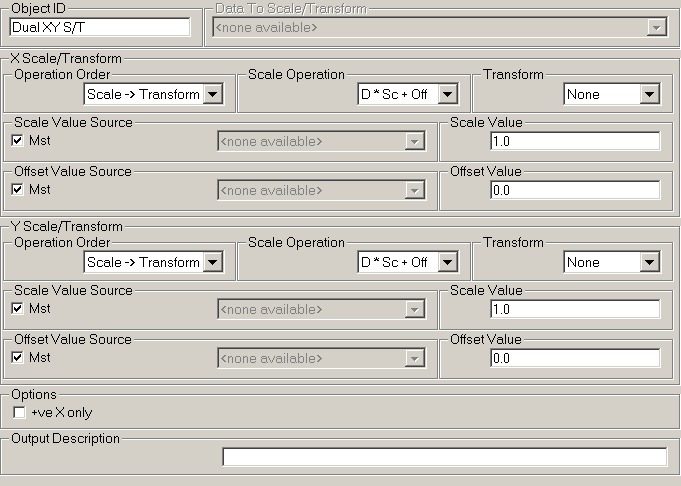 Object ID
Data To Scale/Transform
Dual XY S/T
<none available>
X Scale/Transform
Operation Order
Scale Operation
Transform
Scale -> Transform
D * Sc + Off
None
Scale Value Source
Scale Value
Mst
<none available>
1.0
Offset Value Source
Offset Value
Mst
<none available>
0.0
Y Scale/Transform
Operation Order
Scale Operation
Transform
Scale -> Transform
D * Sc + Off
None
Scale Value Source
Scale Value
Mst
<none available>
1.0
Offset Value Source
Offset Value
Mst
<none available>
0.0
Options
+ve X only
Output Description